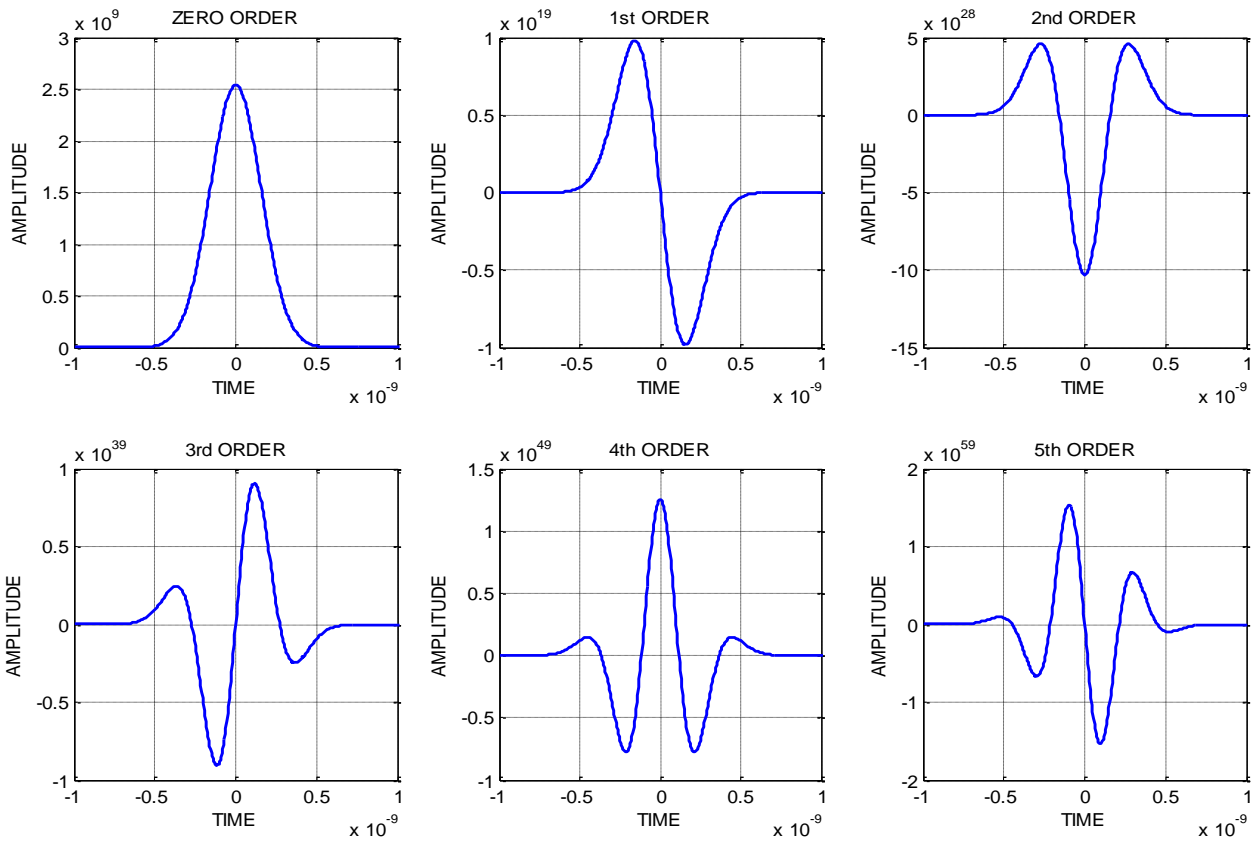 x 10^9
ZERO ORDER
3
2.5
2
1.5
1
0.5
0
AMPLITUDE
-1 -0.5 0 0.5 1
TIME
x 10^-9
x 10^19
1st ORDER
1
0.5
0
-0.5
-1
AMPLITUDE
-1 -0.5 0 0.5 1
TIME
x 10^-9
x 10^28
2nd ORDER
5
0
-5
-10
-15
AMPLITUDE
-1 -0.5 0 0.5 1
TIME
x 10^-9
x 10^39
3rd ORDER
1
0.5
0
-0.5
-1
AMPLITUDE
-1 -0.5 0 0.5 1
TIME
x 10^-9
x 10^49
4th ORDER
1.5
1
0.5
0
-0.5
-1
AMPLITUDE
-1 -0.5 0 0.5 1
TIME
x 10^-9
x 10^59
5th ORDER
2
1
0
-1
-2
AMPLITUDE
-1 -0.5 0 0.5 1
TIME
x 10^-9